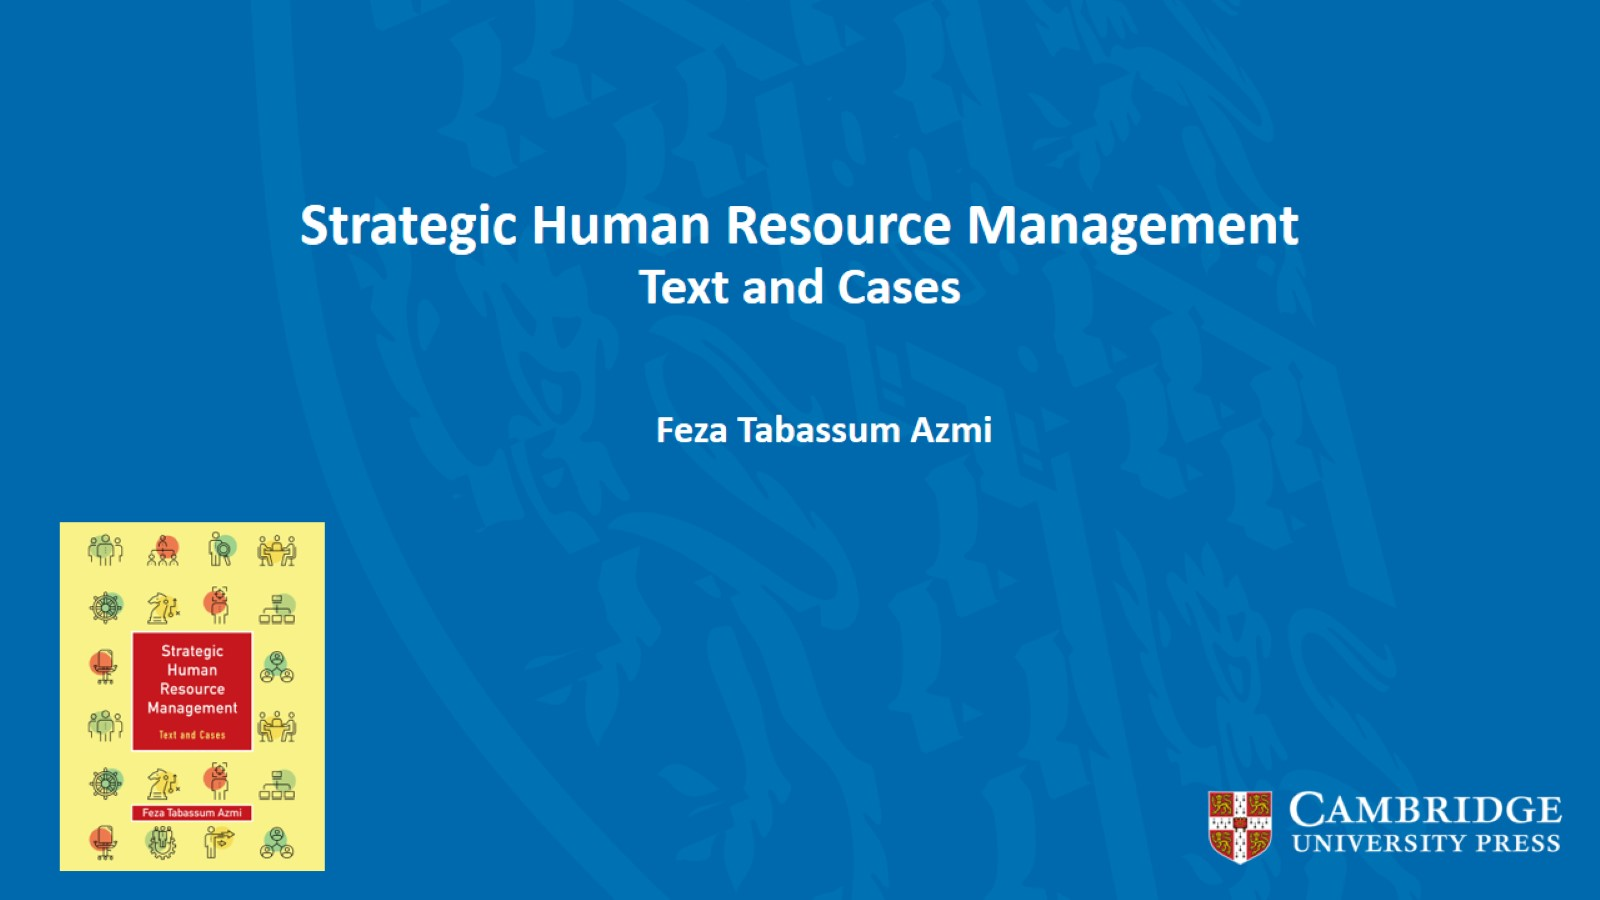 Strategic Human Resource Management
Text and Cases
Feza Tabassum Azmi
Strategic
Human
Resource
Management
Text and Cases
Feza Tabassum Azmi
CAMBRIDGE
UNIVERSITY PRESS